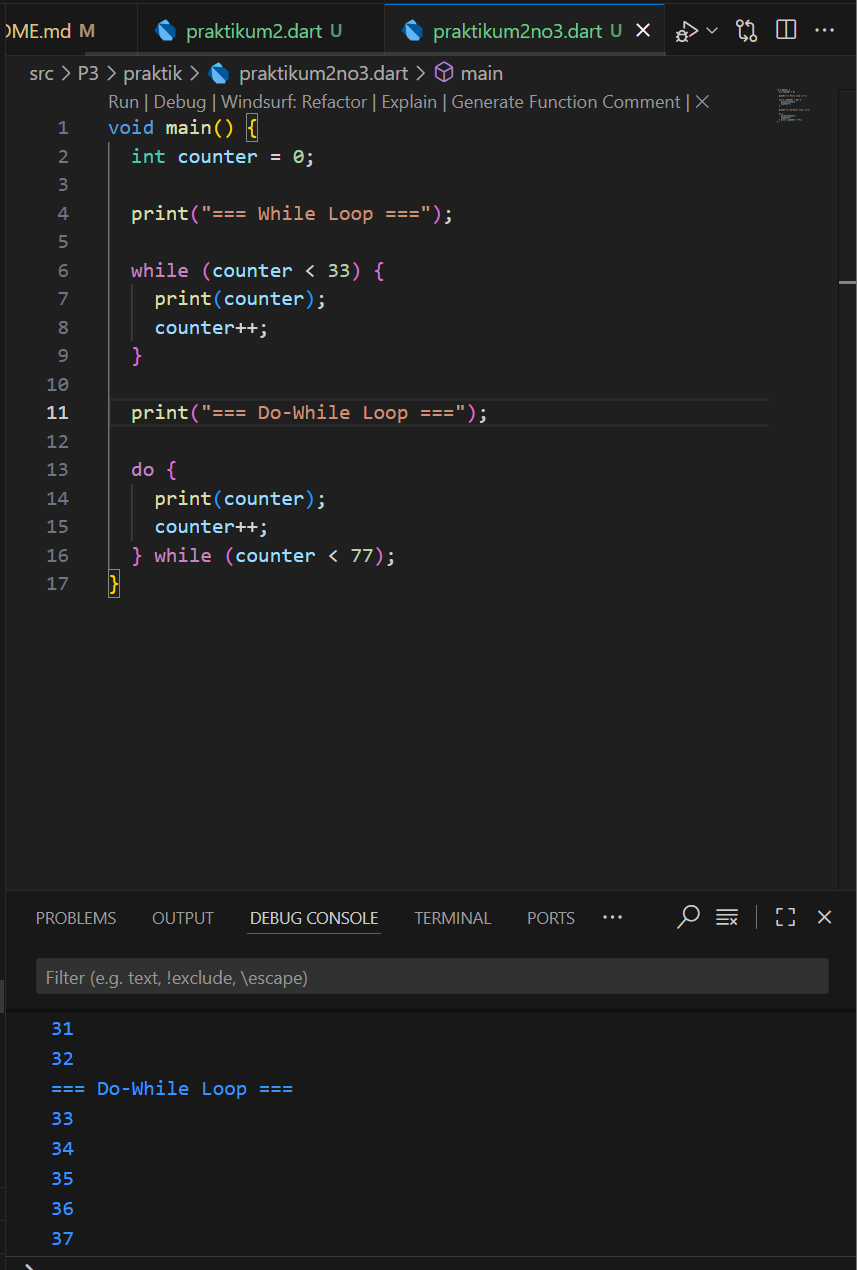 OME.md M praktikum2.dart U praktikum2no3.dart U
src > P3 > praktik > praktikum2no3.dart > main
Run | Debug | Windsurf: Refactor | Explain | Generate Function Comment | ×
1 void main() {
2   int counter = 0;
3
4   print("=== While Loop ===");
5
6   while (counter < 33) {
7     print(counter);
8     counter++;
9   }
10
11   print("=== Do-While Loop ===");
12
13   do {
14     print(counter);
15     counter++;
16   } while (counter < 77);
17 }
PROBLEMS OUTPUT DEBUG CONSOLE TERMINAL PORTS ···
Filter (e.g. text, !exclude, \escape)
31
32
=== Do-While Loop ===
33
34
35
36
37